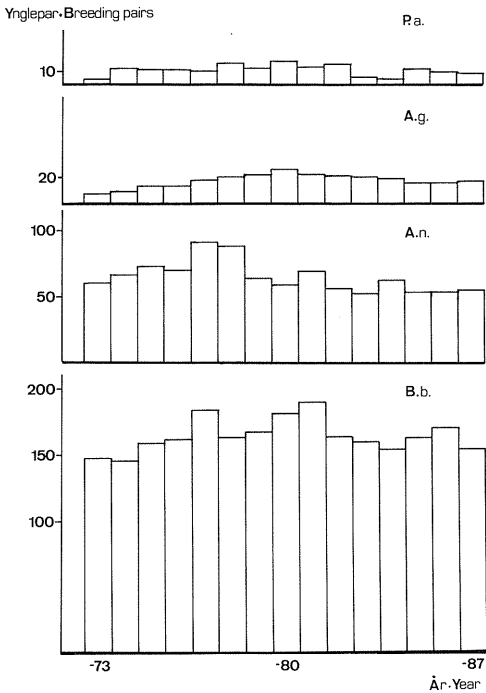 Ynglepar•Breeding pairs
P.a.
10
A.g.
20
A.n.
100
50
B.b.
200
150
100
-73 -80 -87
År•Year